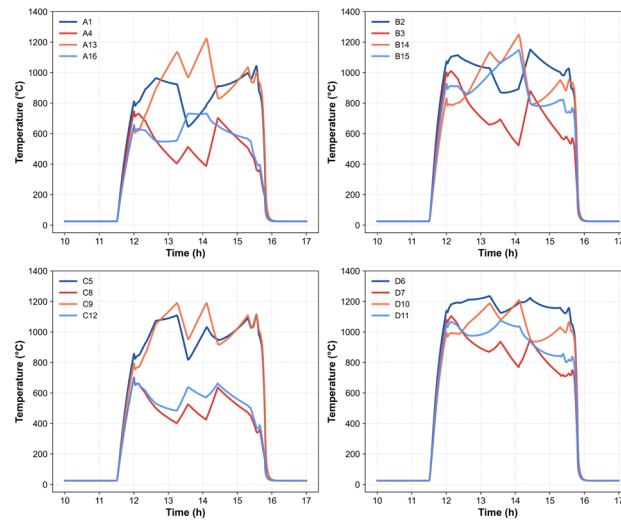 1400
1200
1000
800
600
400
200
0
Temperature (°C)
A1
A4
A13
A16
10 11 12 13 14 15 16 17
Time (h)
1400
1200
1000
800
600
400
200
0
Temperature (°C)
B2
B3
B14
B15
10 11 12 13 14 15 16 17
Time (h)
1400
1200
1000
800
600
400
200
0
Temperature (°C)
C5
C8
C9
C12
10 11 12 13 14 15 16 17
Time (h)
1400
1200
1000
800
600
400
200
0
Temperature (°C)
D6
D7
D10
D11
10 11 12 13 14 15 16 17
Time (h)